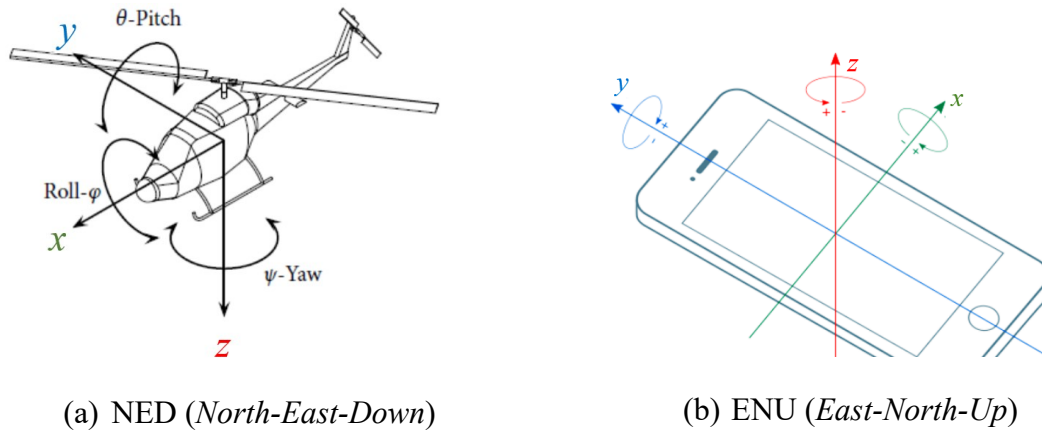 θ-Pitch
y
Roll-φ
x
ψ-Yaw
z
(a) NED (North-East-Down)
z
y
x
+
-
+ -
- +
(b) ENU (East-North-Up)